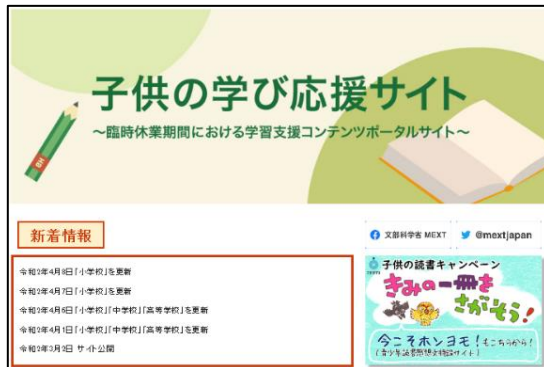 子供の学び応援サイト
～臨時休業期間における学習支援コンテンツポータルサイト～
HB
新着情報
令和2年4月8日「小学校」を更新
令和2年4月7日「小学校」を更新
令和2年4月6日「小学校」「中学校」「高等学校」を更新
令和2年4月1日「小学校」「中学校」「高等学校」を更新
令和2年3月2日 サイト公開
文部科学省 MEXT
@mextjapan
子供の読書キャンペーン
きみの一冊を
さがそう!
今こそホンヨモ!